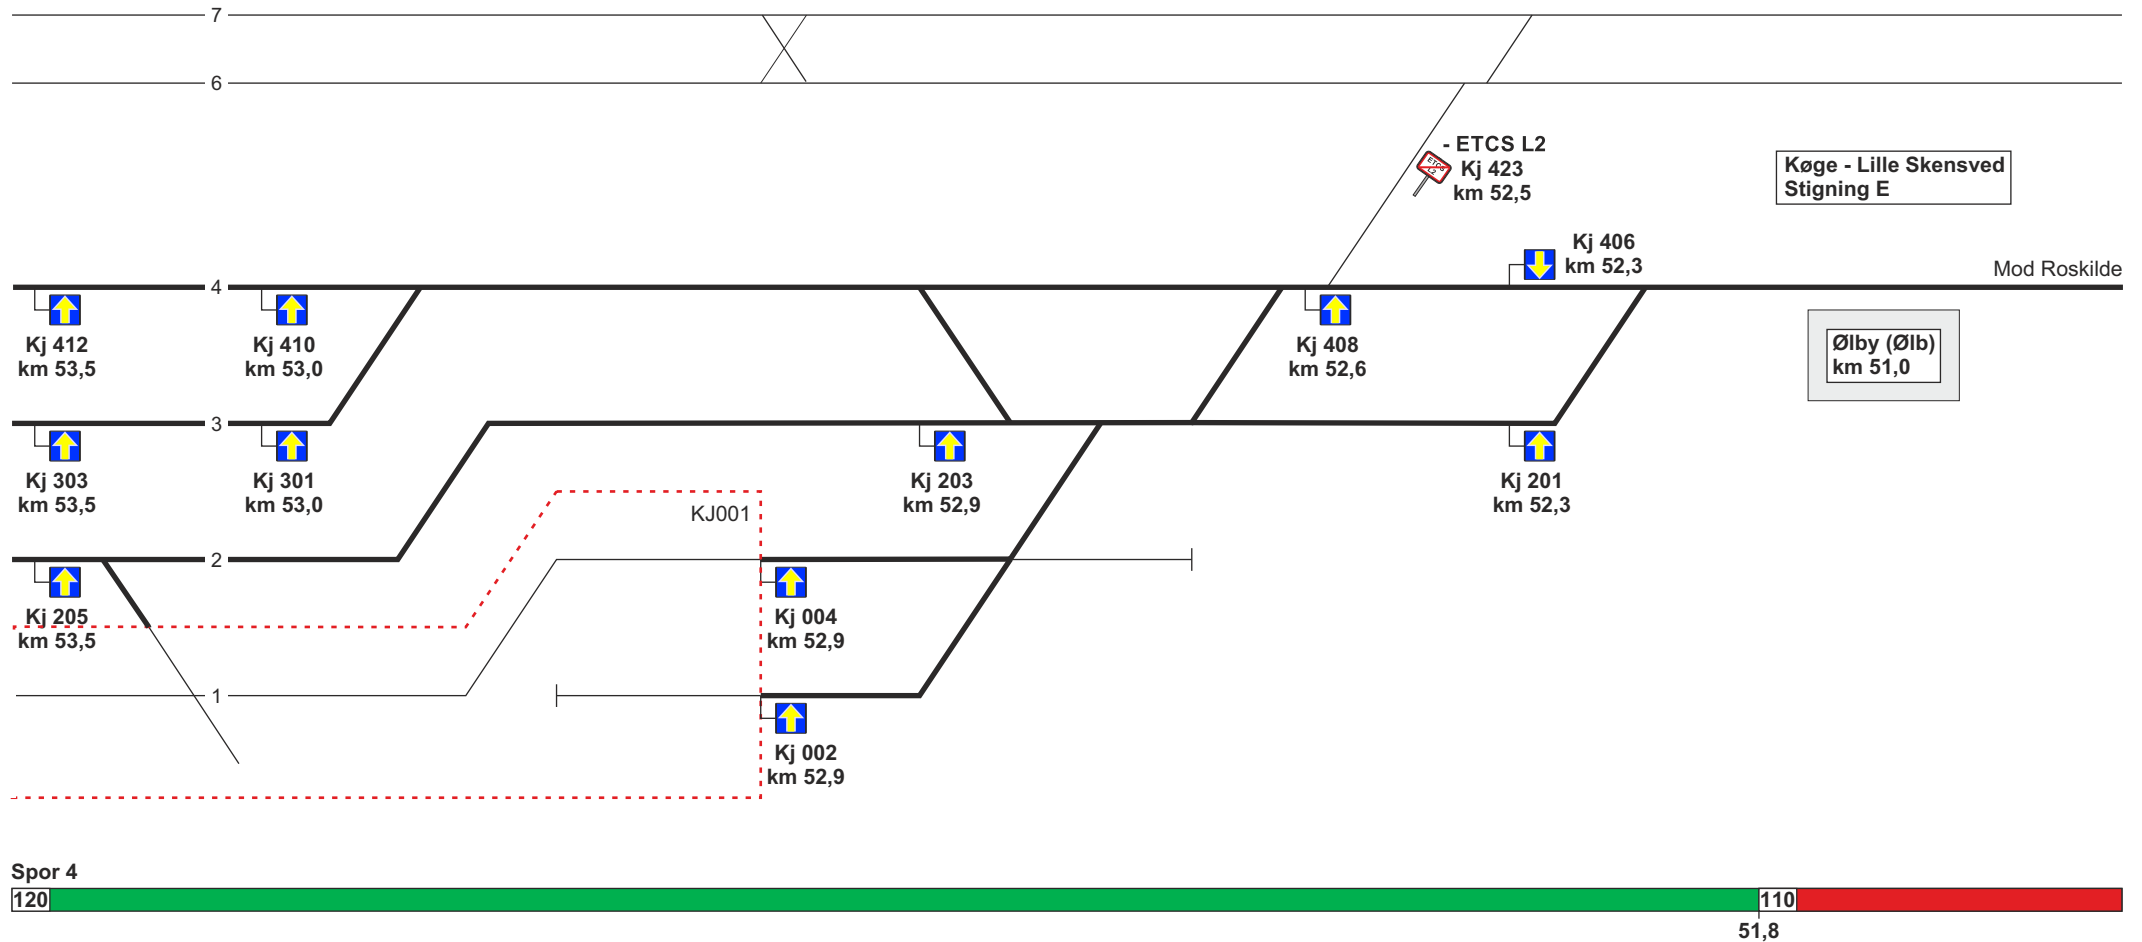 7
6
- ETCS L2
Kj 423
km 52,5
ETCS
L2
Køge - Lille Skensved
Stigning E
Kj 406
km 52,3
Mod Roskilde
4
Kj 412
km 53,5
Kj 410
km 53,0
Kj 408
km 52,6
Ølby (Ølb)
km 51,0
3
Kj 303
km 53,5
Kj 301
km 53,0
Kj 203
km 52,9
Kj 201
km 52,3
KJ001
2
Kj 205
km 53,5
Kj 004
km 52,9
1
Kj 002
km 52,9
Spor 4
120
110
51,8